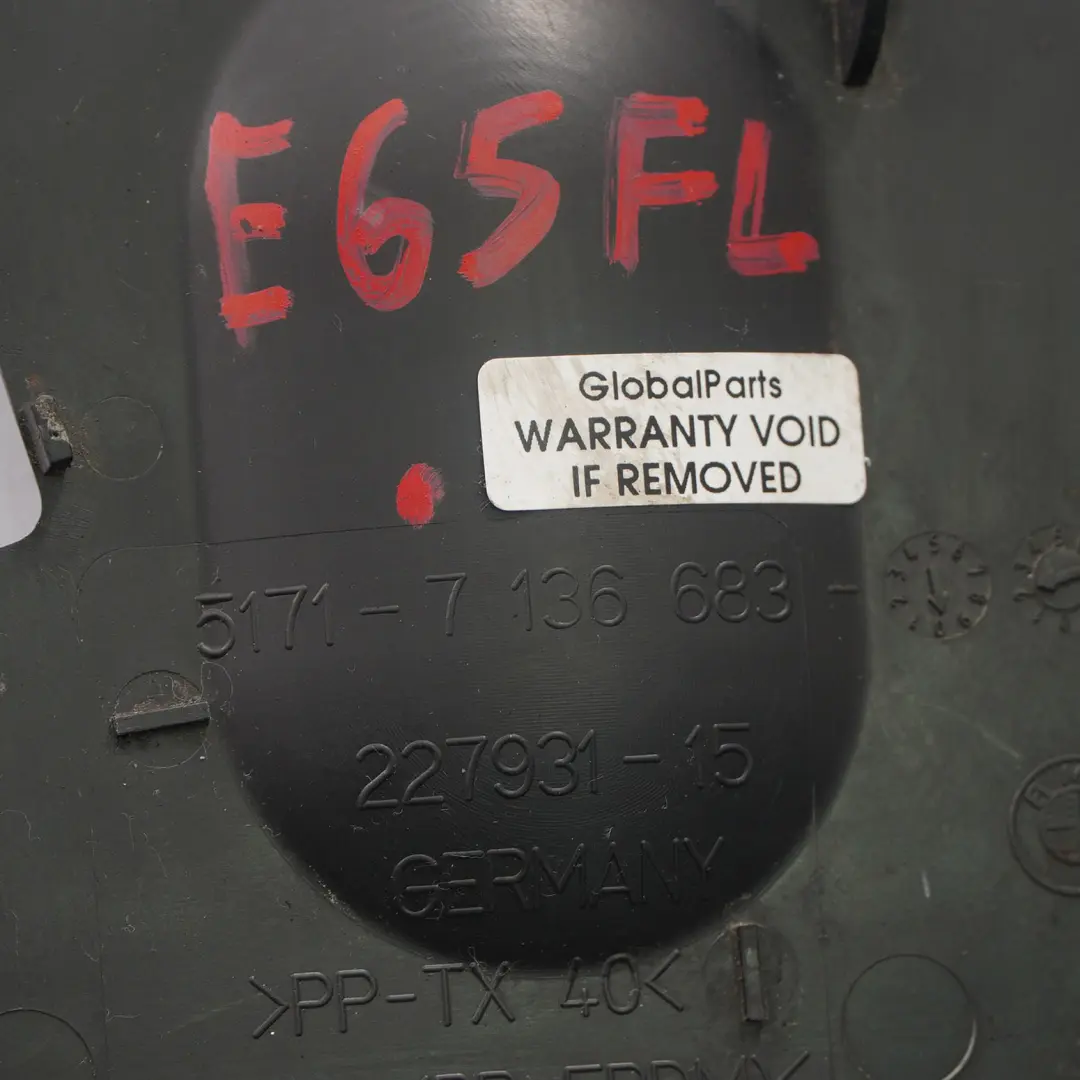 E65FL
GlobalParts
WARRANTY VOID
IF REMOVED
5171-7 136 683-
227931-15
GERMANY
>PP-TX 40<